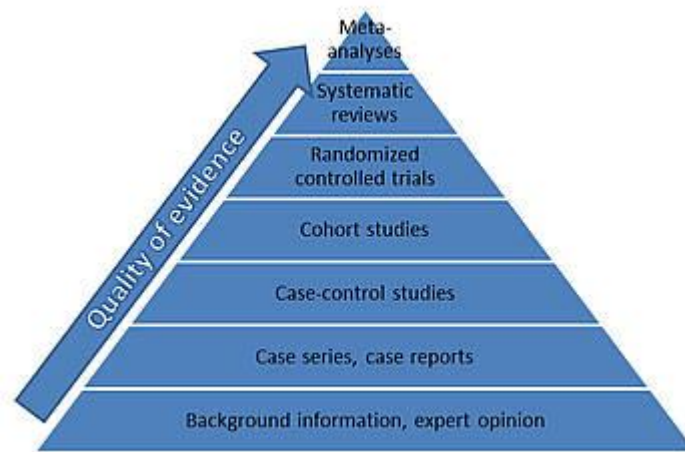 Meta-
analyses
Systematic
reviews
Randomized
controlled trials
Cohort studies
Case-control studies
Case series, case reports
Background information, expert opinion
Quality of evidence